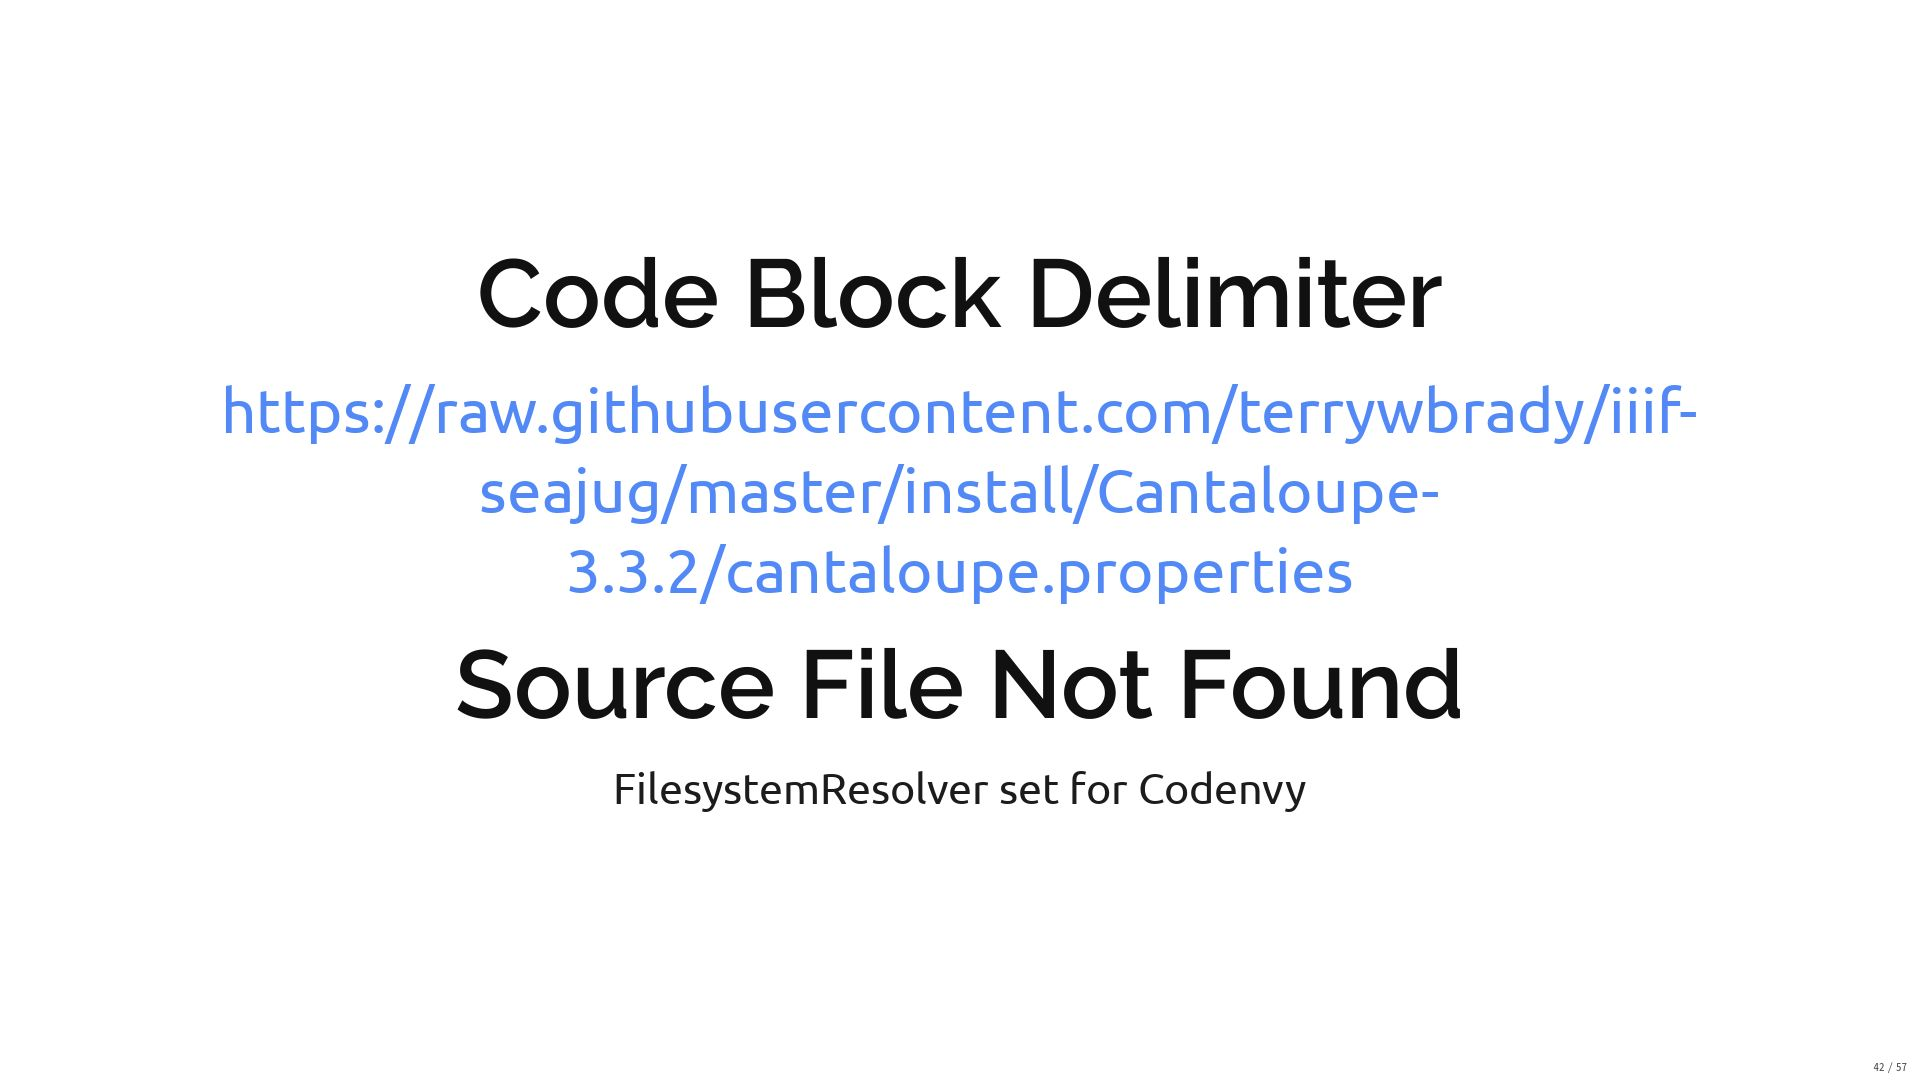 Code Block Delimiter
https://raw.githubusercontent.com/terrywbrady/iiif-
seajug/master/install/Cantaloupe-
3.3.2/cantaloupe.properties
Source File Not Found
FilesystemResolver set for Codenvy
42 / 57